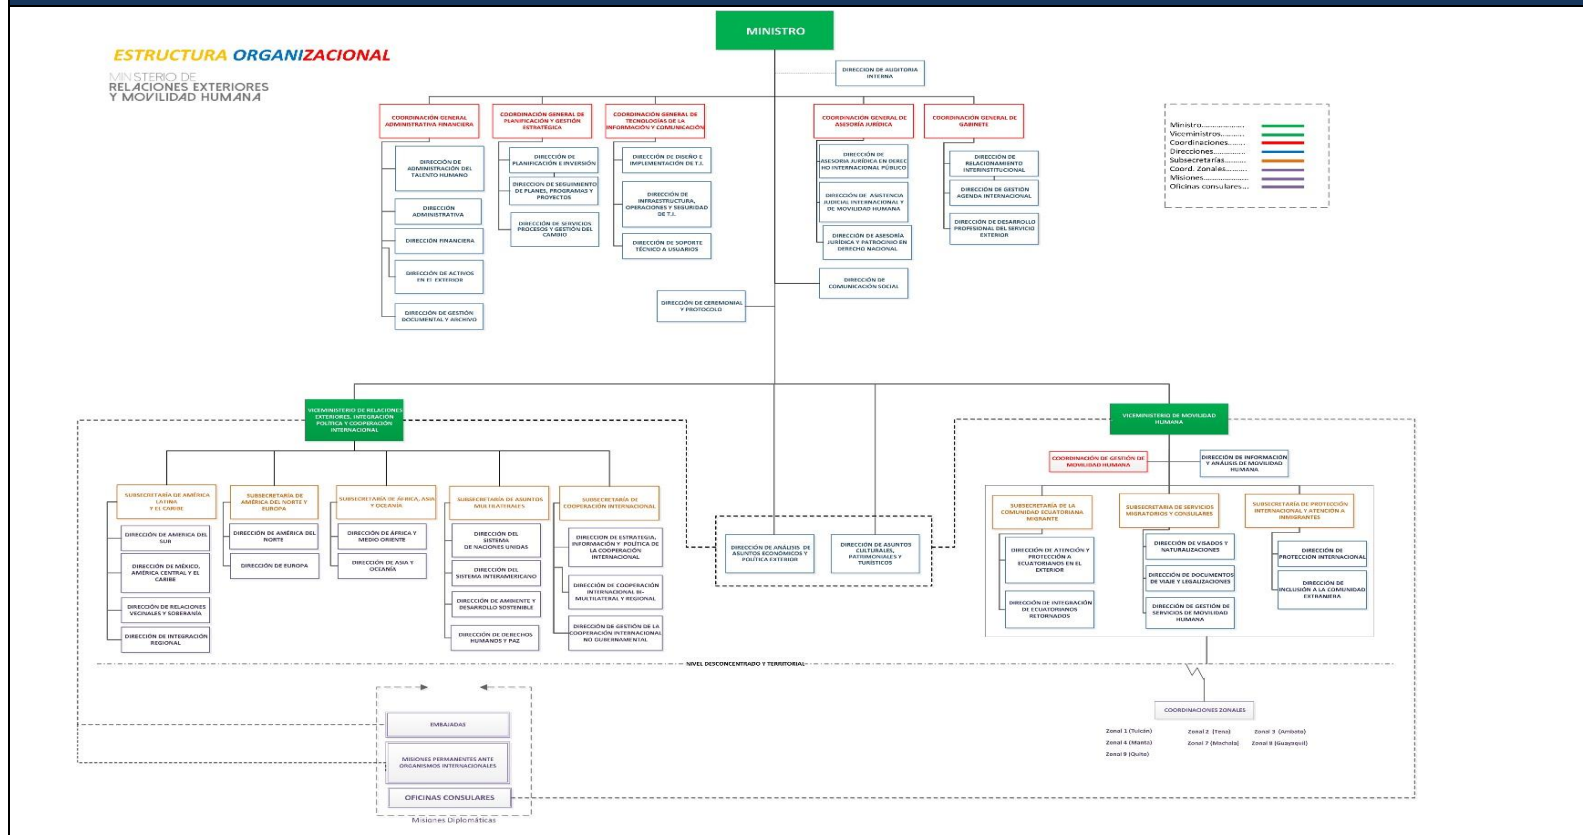 MINISTRO
ESTRUCTURA ORGANIZACIONAL
MINISTERIO DE
RELACIONES EXTERIORES
Y MOVILIDAD HUMANA
DIRECCION DE AUDITORIA
INTERNA
COORDINACIÓN GENERAL
ADMINISTRATIVA FINANCIERA
COORDINACIÓN GENERAL DE
PLANIFICACIÓN Y GESTIÓN
ESTRATÉGICA
COORDINACIÓN GENERAL DE
TECNOLOGÍAS DE LA
INFORMACIÓN Y COMUNICACIÓN
COORDINACIÓN GENERAL DE
ASESORÍA JURÍDICA
COORDINACIÓN GENERAL DE
GABINETE
Ministro...................
Viceministros..........
Coordinaciones.......
Direcciones.............
Subsecretarías.........
Coord. Zonales.........
Misiones...................
Oficinas consulares...
DIRECCIÓN DE
ADMINISTRACIÓN DEL
TALENTO HUMANO
DIRECCIÓN
ADMINISTRATIVA
DIRECCIÓN FINANCIERA
DIRECCIÓN DE ACTIVOS
EN EL EXTERIOR
DIRECCIÓN DE GESTIÓN
DOCUMENTAL Y ARCHIVO
DIRECCIÓN DE
PLANIFICACIÓN E INVERSIÓN
DIRECCION DE SEGUIMIENTO
DE PLANES, PROGRAMAS Y
PROYECTOS
DIRECCIÓN DE SERVICIOS
PROCESOS Y GESTIÓN DEL
CAMBIO
DIRECCIÓN DE DISEÑO E
IMPLEMENTACIÓN DE T.I.
DIRECCIÓN DE
INFRAESTRUCTURA,
OPERACIONES Y SEGURIDAD
DE T.I.
DIRECCIÓN DE SOPORTE
TÉCNICO A USUARIOS
DIRECCIÓN DE
ASESORIA JURÍDICA EN DEREC
HO INTERNACIONAL PÚBLICO
DIRECCIÓN DE ASISTENCIA
JUDICIAL INTERNACIONAL Y
DE MOVILIDAD HUMANA
DIRECCIÓN DE ASESORÍA
JURÍDICA Y PATROCINIO EN
DERECHO NACIONAL
DIRECCIÓN DE
COMUNICACIÓN SOCIAL
DIRECCIÓN DE
RELACIONAMIENTO
INTERINSTITUCIONAL
DIRECCIÓN DE GESTIÓN
AGENDA INTERNACIONAL
DIRECCIÓN DE DESARROLLO
PROFESIONAL DEL SERVICIO
EXTERIOR
DIRECCIÓN DE CEREMONIAL
Y PROTOCOLO
VICEMINISTERIO DE RELACIONES
EXTERIORES, INTEGRACIÓN
POLÍTICA Y COOPERACIÓN
INTERNACIONAL
VICEMINISTERIO DE MOVILIDAD
HUMANA
COORDINACIÓN DE GESTIÓN DE
MOVILIDAD HUMANA
DIRECCIÓN DE INFORMACIÓN
Y ANÁLISIS DE MOVILIDAD
HUMANA
SUBSECRETARÍA DE AMÉRICA
LATINA
Y EL CARIBE
DIRECCIÓN DE AMERICA DEL
SUR
DIRECCIÓN DE MÉXICO,
AMÉRICA CENTRAL Y EL
CARIBE
DIRECCIÓN DE RELACIONES
VECINALES Y SOBERANÍA
DIRECCIÓN DE INTEGRACIÓN
REGIONAL
SUBSECRETARÍA DE
AMÉRICA DEL NORTE Y
EUROPA
DIRECCIÓN DE AMÉRICA DEL
NORTE
DIRECCIÓN DE EUROPA
SUBSECRETARÍA DE ÁFRICA, ASIA
Y OCEANÍA
DIRECCIÓN DE ÁFRICA Y
MEDIO ORIENTE
DIRECCIÓN DE ASIA Y
OCEANÍA
SUBSECRETARÍA DE ASUNTOS
MULTILATERALES
DIRECCIÓN DEL
SISTEMA
DE NACIONES UNIDAS
DIRECCIÓN DEL
SISTEMA INTERAMERICANO
DIRECCIÓN DE AMBIENTE Y
DESARROLLO SOSTENIBLE
DIRECCIÓN DE DERECHOS
HUMANOS Y PAZ
SUBSECRETARÍA DE
COOPERACIÓN INTERNACIONAL
DIRECCIÓN DE ESTRATEGIA,
INFORMACIÓN Y POLÍTICA DE
LA COOPERACIÓN
INTERNACIONAL
DIRECCIÓN DE COOPERACIÓN
INTERNACIONAL BI-
MULTILATERAL Y REGIONAL
DIRECCIÓN DE GESTIÓN DE LA
COOPERACIÓN INTERNACIONAL
NO GUBERNAMENTAL
DIRECCIÓN DE ANÁLISIS DE
ASUNTOS ECONÓMICOS Y
POLÍTICA EXTERIOR
DIRECCIÓN DE ASUNTOS
CULTURALES,
PATRIMONIALES Y
TURÍSTICOS
SUBSECRETARÍA DE LA
COMUNIDAD ECUATORIANA
MIGRANTE
DIRECCIÓN DE ATENCIÓN Y
PROTECCIÓN A
ECUATORIANOS EN EL
EXTERIOR
DIRECCIÓN DE INTEGRACIÓN
DE ECUATORIANOS
RETORNADOS
SUBSECRETARIA DE SERVICIOS
MIGRATORIOS Y CONSULARES
DIRECCIÓN DE VISADOS Y
NATURALIZACIONES
DIRECCIÓN DE DOCUMENTOS
DE VIAJE Y LEGALIZACIONES
DIRECCIÓN DE GESTIÓN DE
SERVICIOS DE MOVILIDAD
HUMANA
SUBSECRETARÍA DE PROTECCIÓN
INTERNACIONAL Y ATENCIÓN A
INMIGRANTES
DIRECCIÓN DE
PROTECCIÓN INTERNACIONAL
DIRECCIÓN DE
INCLUSIÓN A LA COMUNIDAD
EXTRANJERA
NIVEL DESCONCENTRADO Y TERRITORIAL
EMBAJADAS
MISIONES PERMANENTES ANTE
ORGANISMOS INTERNACIONALES
OFICINAS CONSULARES
Misiones Diplomáticas
COORDINACIONES ZONALES
Zonal 1 (Tulcán) Zonal 2 (Tena) Zonal 3 (Ambato)
Zonal 4 (Manta) Zonal 7 (Machala) Zonal 8 (Guayaquil)
Zonal 9 (Quito)